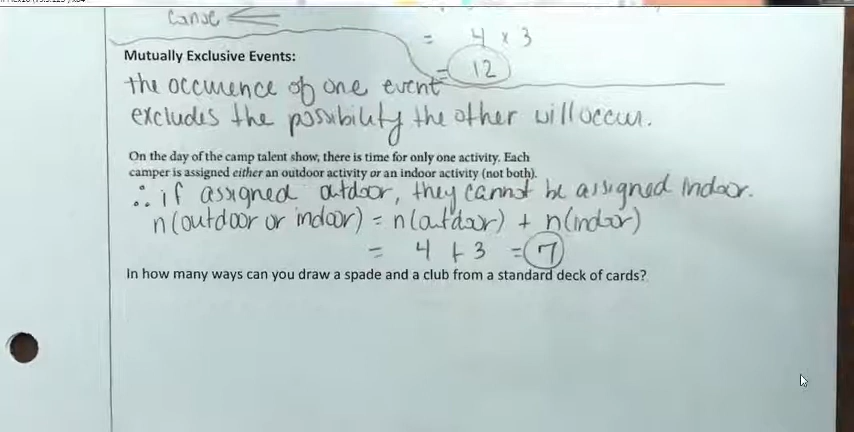 canoe
= 4 x 3
Mutually Exclusive Events:
= 12
the occurence of one event
excludes the possibility the other will occur.
On the day of the camp talent show, there is time for only one activity. Each
camper is assigned either an outdoor activity or an indoor activity (not both).
∴ if assigned outdoor, they cannot be assigned indoor.
n(outdoor or indoor) = n(outdoor) + n(indoor)
= 4 + 3 = 7
In how many ways can you draw a spade and a club from a standard deck of cards?